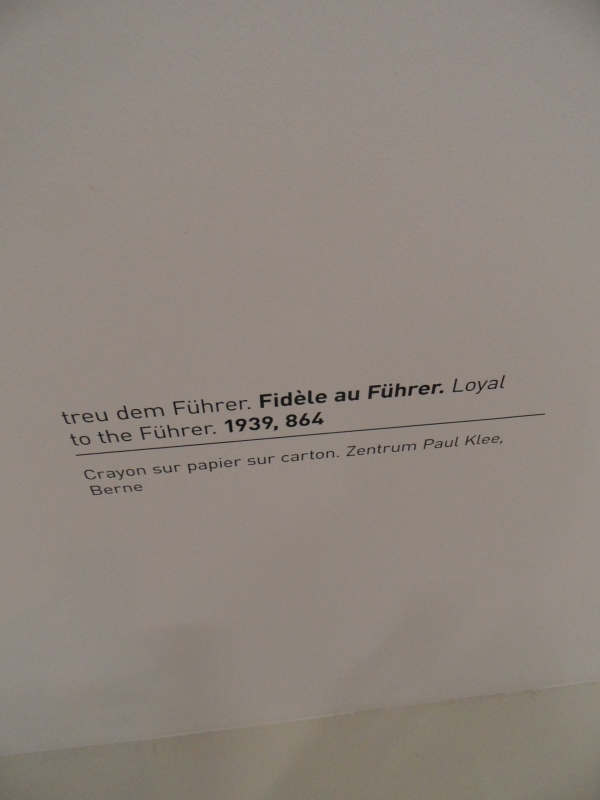 treu dem Führer. Fidèle au Führer. Loyal
to the Führer. 1939, 864
Crayon sur papier sur carton. Zentrum Paul Klee,
Berne